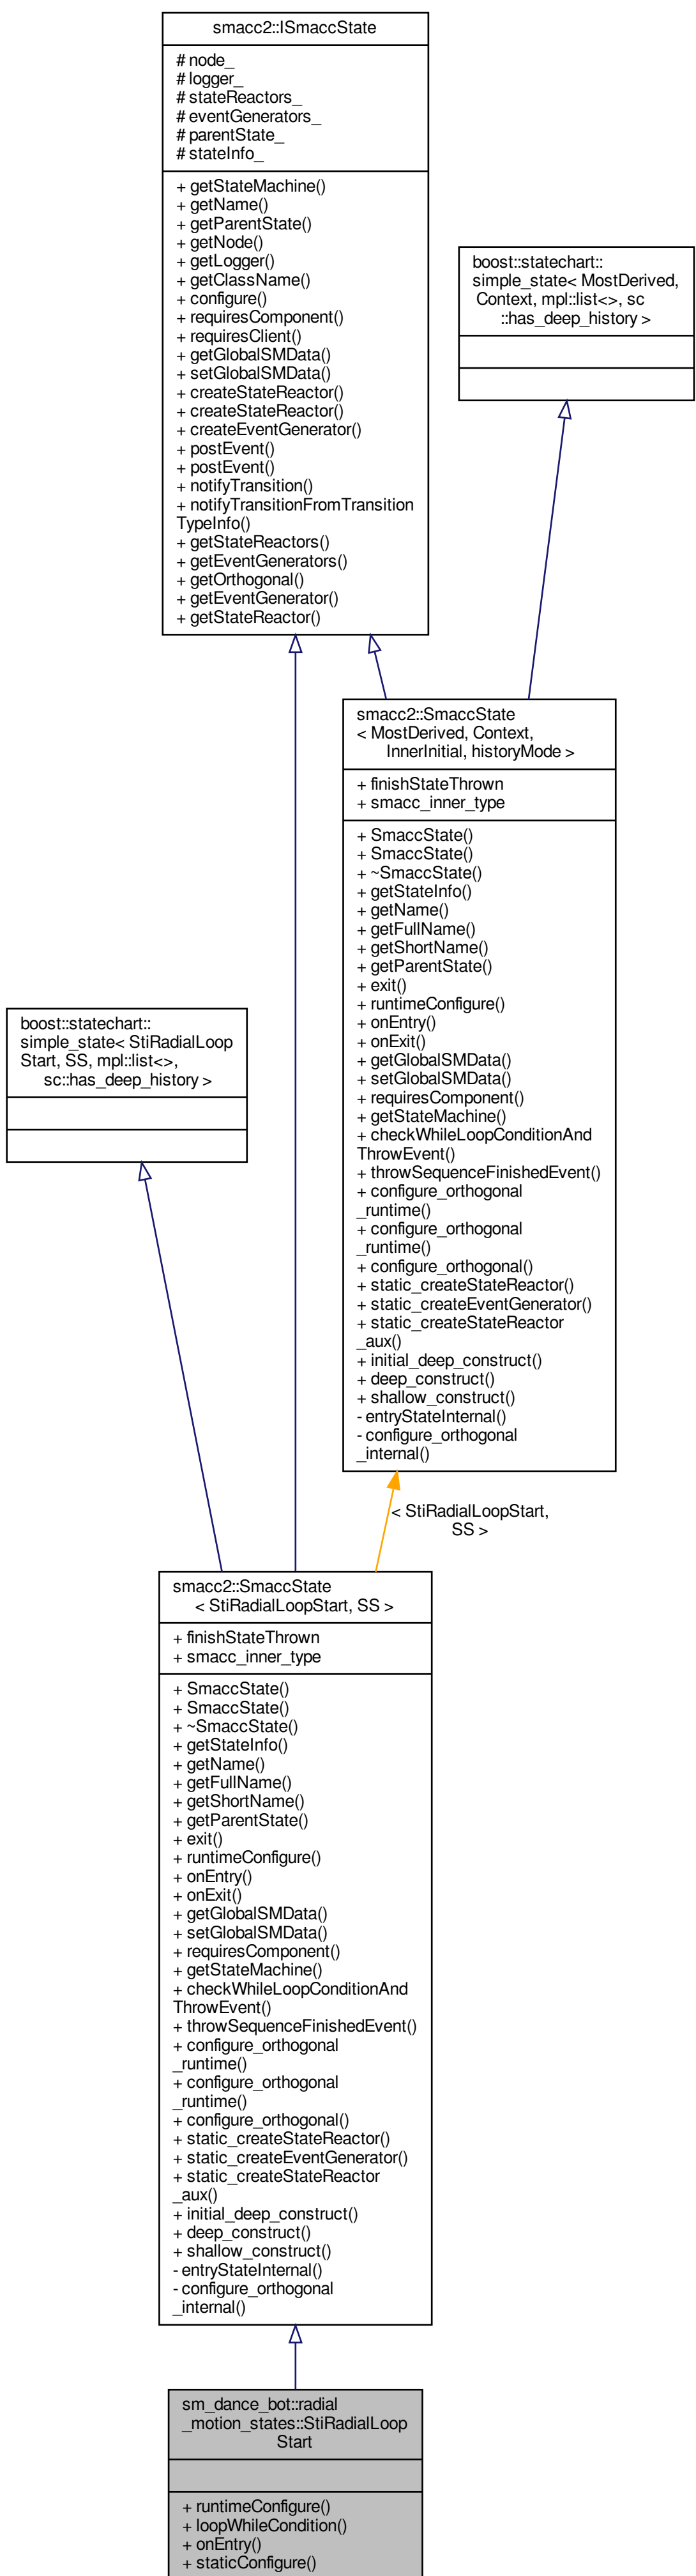 smacc2::ISmaccState
# node_
# logger_
# stateReactors_
# eventGenerators_
# parentState_
# stateInfo_
+ getStateMachine()
+ getName()
+ getParentState()
+ getNode()
+ getLogger()
+ getClassName()
+ configure()
+ requiresComponent()
+ requiresClient()
+ getGlobalSMData()
+ setGlobalSMData()
+ createStateReactor()
+ createStateReactor()
+ createEventGenerator()
+ postEvent()
+ postEvent()
+ notifyTransition()
+ notifyTransitionFromTransition
TypeInfo()
+ getStateReactors()
+ getEventGenerators()
+ getOrthogonal()
+ getEventGenerator()
+ getStateReactor()
boost::statechart::
simple_state< MostDerived,
Context, mpl::list<>, sc
::has_deep_history >
smacc2::SmaccState
< MostDerived, Context,
InnerInitial, historyMode >
+ finishStateThrown
+ smacc_inner_type
+ SmaccState()
+ SmaccState()
+ ~SmaccState()
+ getStateInfo()
+ getName()
+ getFullName()
+ getShortName()
+ getParentState()
+ exit()
+ runtimeConfigure()
+ onEntry()
+ onExit()
+ getGlobalSMData()
+ setGlobalSMData()
+ requiresComponent()
+ getStateMachine()
+ checkWhileLoopConditionAnd
ThrowEvent()
+ throwSequenceFinishedEvent()
+ configure_orthogonal
_runtime()
+ configure_orthogonal
_runtime()
+ configure_orthogonal()
+ static_createStateReactor()
+ static_createEventGenerator()
+ static_createStateReactor
_aux()
+ initial_deep_construct()
+ deep_construct()
+ shallow_construct()
- entryStateInternal()
- configure_orthogonal
_internal()
boost::statechart::
simple_state< StiRadialLoop
Start, SS, mpl::list<>,
sc::has_deep_history >
< StiRadialLoopStart,
SS >
smacc2::SmaccState
< StiRadialLoopStart, SS >
+ finishStateThrown
+ smacc_inner_type
+ SmaccState()
+ SmaccState()
+ ~SmaccState()
+ getStateInfo()
+ getName()
+ getFullName()
+ getShortName()
+ getParentState()
+ exit()
+ runtimeConfigure()
+ onEntry()
+ onExit()
+ getGlobalSMData()
+ setGlobalSMData()
+ requiresComponent()
+ getStateMachine()
+ checkWhileLoopConditionAnd
ThrowEvent()
+ throwSequenceFinishedEvent()
+ configure_orthogonal
_runtime()
+ configure_orthogonal
_runtime()
+ configure_orthogonal()
+ static_createStateReactor()
+ static_createEventGenerator()
+ static_createStateReactor
_aux()
+ initial_deep_construct()
+ deep_construct()
+ shallow_construct()
- entryStateInternal()
- configure_orthogonal
_internal()
sm_dance_bot::radial
_motion_states::StiRadialLoop
Start
+ runtimeConfigure()
+ loopWhileCondition()
+ onEntry()
+ staticConfigure()